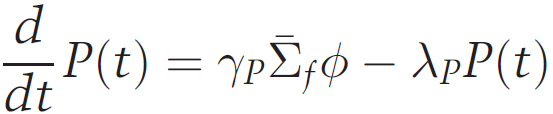 d/dt P(t) = γ_P Σ̄_f ϕ − λ_P P(t)